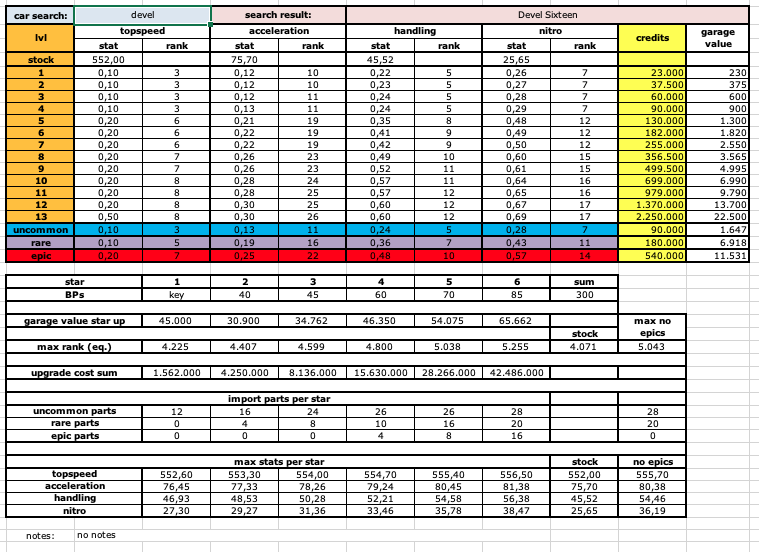 car search: devel search result: Devel Sixteen
lvl topspeed acceleration handling nitro credits garage value
stat rank stat rank stat rank stat rank
stock 552,00 75,70 45,52 25,65
1 0,10 3 0,12 10 0,22 5 0,26 7 23.000 230
2 0,10 3 0,12 10 0,23 5 0,27 7 37.500 375
3 0,10 3 0,12 11 0,24 5 0,28 7 60.000 600
4 0,10 3 0,13 11 0,24 5 0,29 7 90.000 900
5 0,20 6 0,21 19 0,35 8 0,48 12 130.000 1.300
6 0,20 6 0,22 19 0,41 9 0,49 12 182.000 1.820
7 0,20 6 0,22 19 0,42 9 0,50 12 255.000 2.550
8 0,20 7 0,26 23 0,49 10 0,60 15 356.500 3.565
9 0,20 7 0,26 23 0,52 11 0,61 15 499.500 4.995
10 0,20 8 0,28 24 0,57 11 0,64 16 699.000 6.990
11 0,20 8 0,28 25 0,57 12 0,65 16 979.000 9.790
12 0,20 8 0,30 25 0,60 12 0,67 17 1.370.000 13.700
13 0,50 8 0,30 26 0,60 12 0,69 17 2.250.000 22.500
uncommon 0,10 3 0,13 11 0,24 5 0,28 7 90.000 1.647
rare 0,10 5 0,19 16 0,36 7 0,43 11 180.000 6.918
epic 0,20 7 0,25 22 0,48 10 0,57 14 540.000 11.531
star 1 2 3 4 5 6 sum
BPs key 40 45 60 70 85 300
garage value star up 45.000 30.900 34.762 46.350 54.075 65.662 max no epics
stock
max rank (eq.) 4.225 4.407 4.599 4.800 5.038 5.255 4.071 5.043
upgrade cost sum 1.562.000 4.250.000 8.136.000 15.630.000 28.266.000 42.486.000
import parts per star
uncommon parts 12 16 24 26 26 28 28
rare parts 0 4 8 10 16 20 20
epic parts 0 0 0 4 8 16 0
max stats per star stock no epics
topspeed 552,60 553,30 554,00 554,70 555,40 556,50 552,00 555,70
acceleration 76,45 77,33 78,26 79,24 80,45 81,38 75,70 80,38
handling 46,93 48,53 50,28 52,21 54,58 56,38 45,52 54,46
nitro 27,30 29,27 31,36 33,46 35,78 38,47 25,65 36,19
notes: no notes